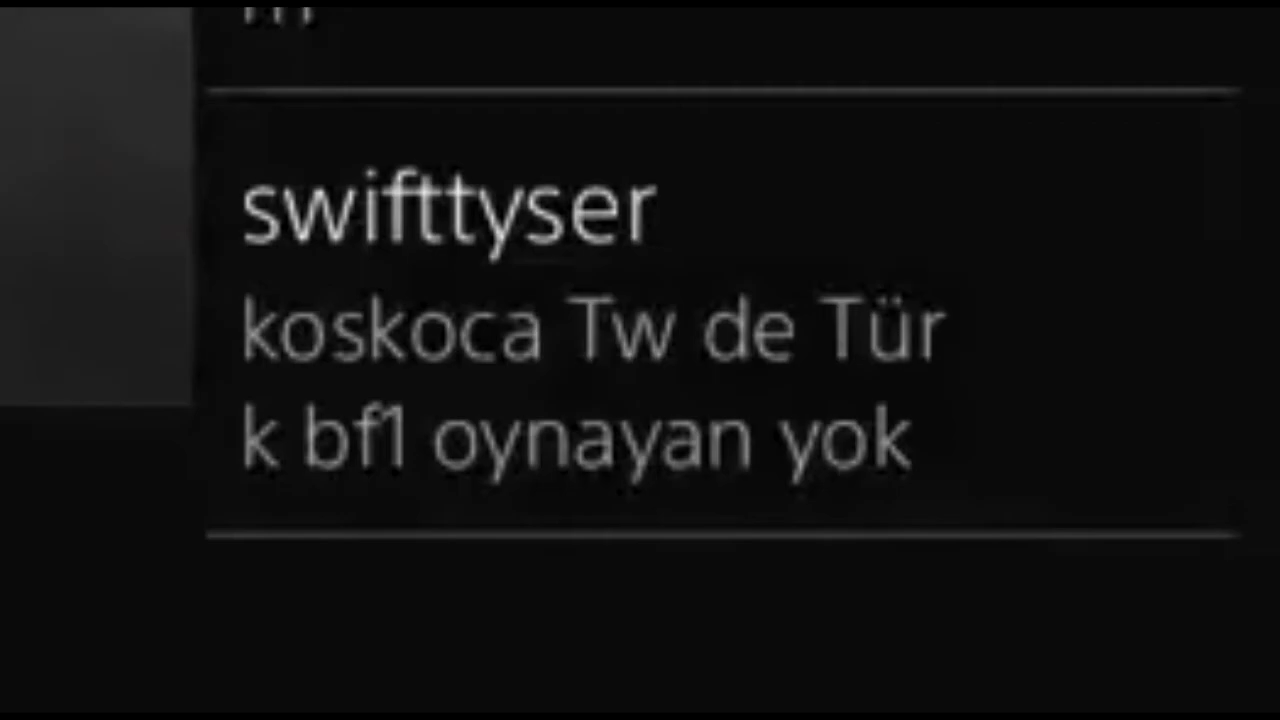 swifttyser
koskoca Tw de Tür
k bf1 oynayan yok